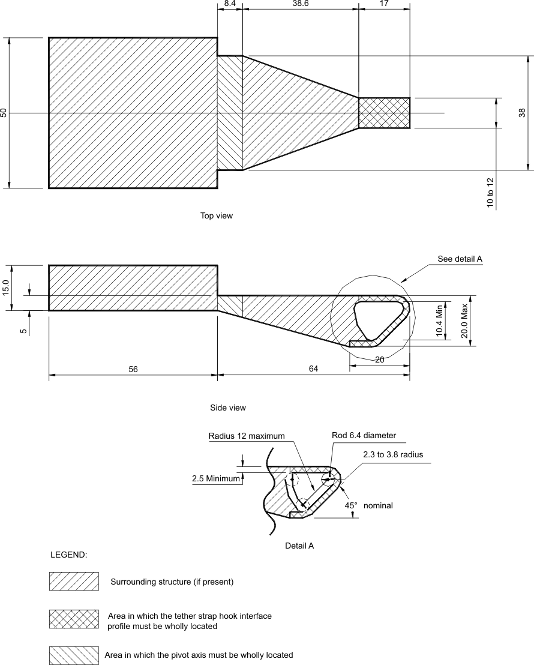 8.4
38.6
17
50
38
10 to 12
Top view
See detail A
15.0
5
10.4 Min
20.0 Max
20
56
64
Side view
Radius 12 maximum
Rod 6.4 diameter
2.3 to 3.8 radius
2.5 Minimum
45° nominal
Detail A
LEGEND:
Surrounding structure (if present)
Area in which the tether strap hook interface
profile must be wholly located
Area in which the pivot axis must be wholly located